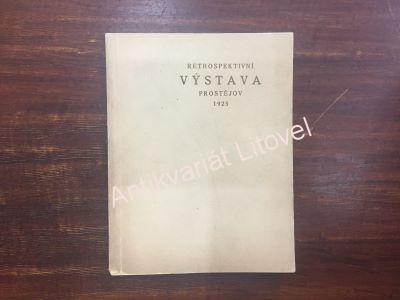 RETROSPEKTIVNÍ
VÝSTAVA
PROSTĚJOV
1925
Antikvariát Litovel